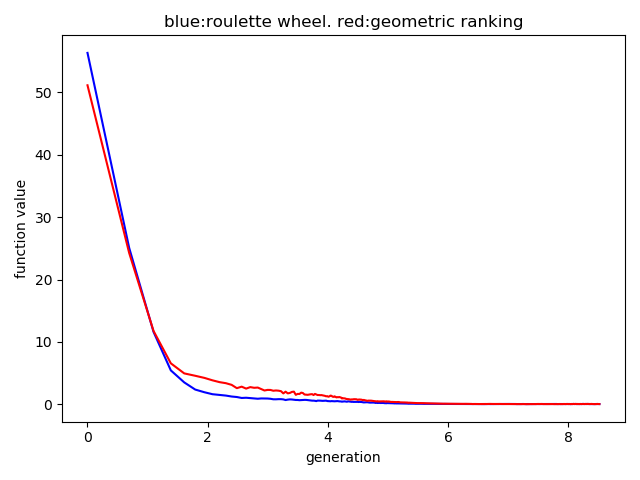 blue:roulette wheel. red:geometric ranking
function value
50
40
30
20
10
0
0 2 4 6 8
generation